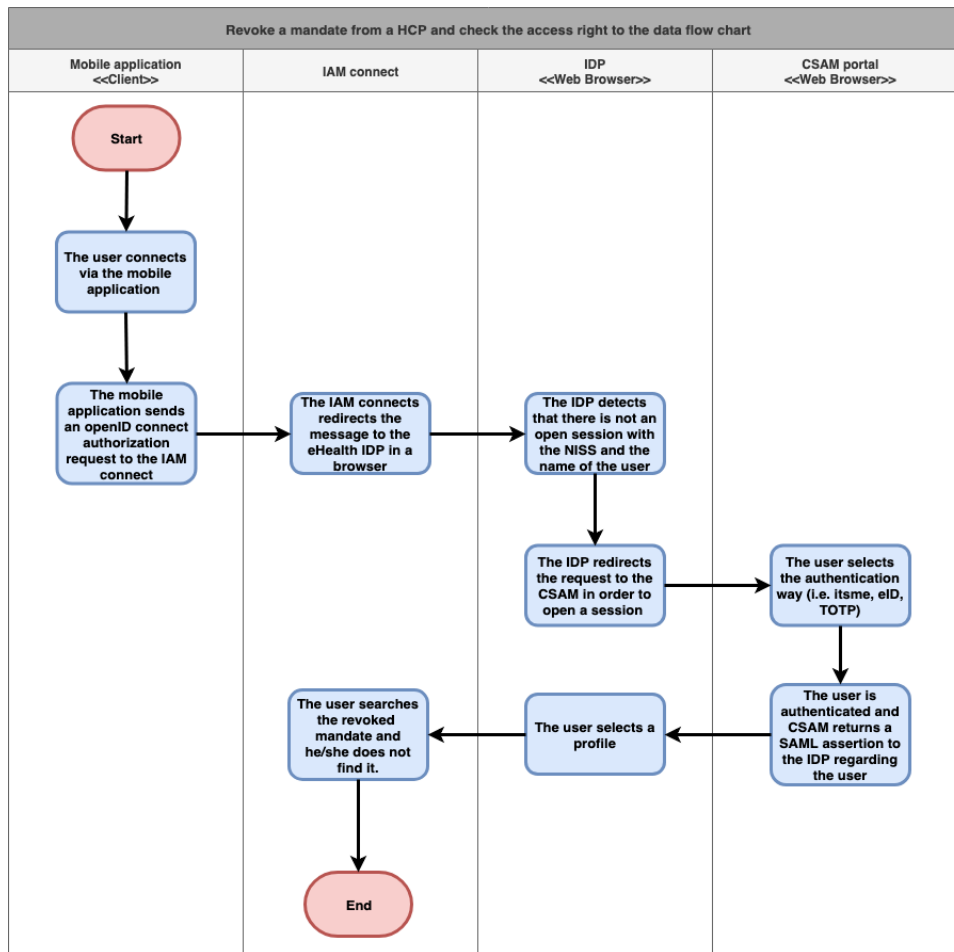 Revoke a mandate from a HCP and check the access right to the data flow chart
Mobile application
<<Client>>
IAM connect
IDP
<<Web Browser>>
CSAM portal
<<Web Browser>>
Start
The user connects
via the mobile
application
The mobile
application sends
an openID connect
authorization
request to the IAM
connect
The IAM connects
redirects the
message to the
eHealth IDP in a
browser
The IDP detects
that there is not an
open session with
the NISS and the
name of the user
The IDP redirects
the request to the
CSAM in order to
open a session
The user selects
the authentication
way (i.e. itsme, eID,
TOTP)
The user is
authenticated and
CSAM returns a
SAML assertion to
the IDP regarding
the user
The user selects a
profile
The user searches
the revoked
mandate and
he/she does not
find it.
End